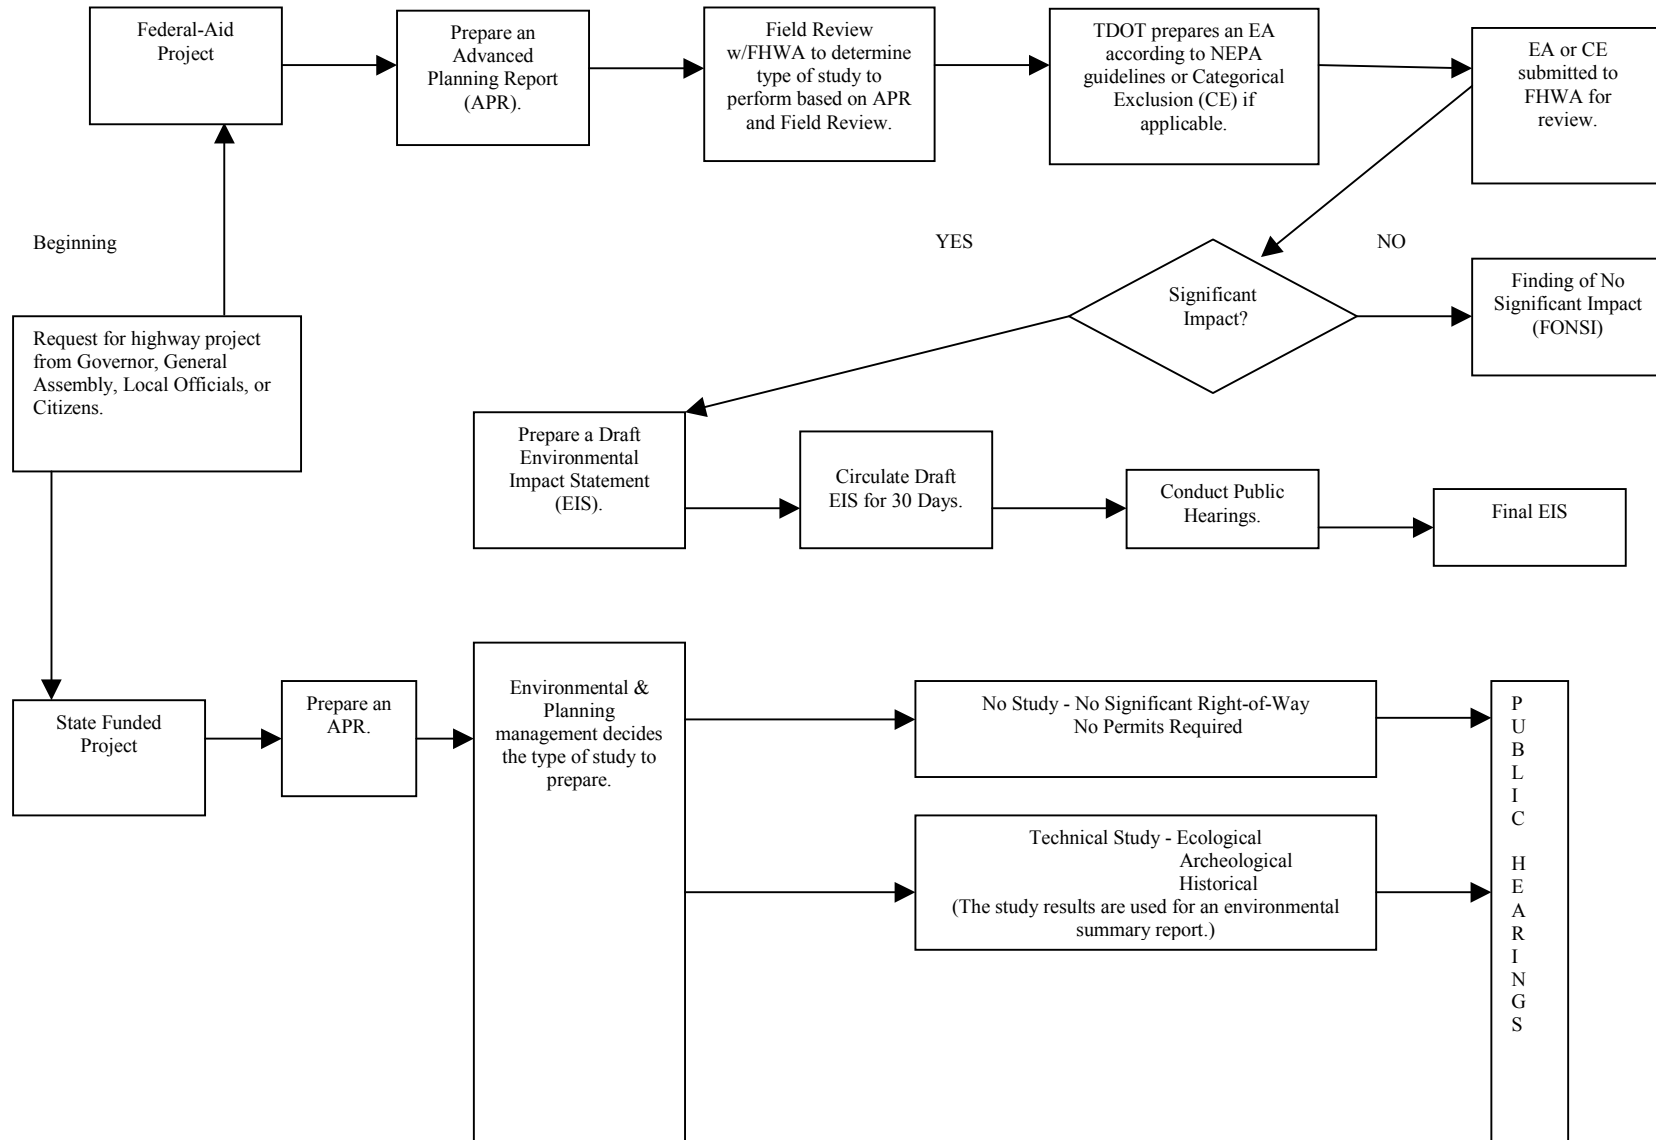 Federal-Aid
Project
Prepare an
Advanced
Planning Report
(APR).
Field Review
w/FHWA to determine
type of study to
perform based on APR
and Field Review.
TDOT prepares an EA
according to NEPA
guidelines or Categorical
Exclusion (CE) if
applicable.
EA or CE
submitted to
FHWA for
review.
Beginning
YES
NO
Request for highway project
from Governor, General
Assembly, Local Officials, or
Citizens.
Significant
Impact?
Finding of No
Significant Impact
(FONSI)
Prepare a Draft
Environmental
Impact Statement
(EIS).
Circulate Draft
EIS for 30 Days.
Conduct Public
Hearings.
Final EIS
State Funded
Project
Prepare an
APR.
Environmental &
Planning
management decides
the type of study to
prepare.
No Study - No Significant Right-of-Way
No Permits Required
Technical Study - Ecological
Archeological
Historical
(The study results are used for an environmental
summary report.)
P
U
B
L
I
C
H
E
A
R
I
N
G
S